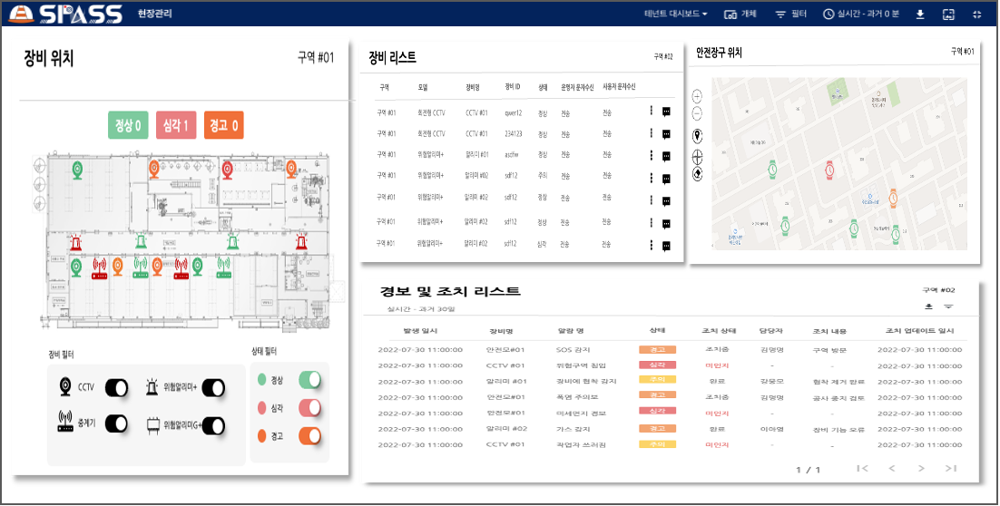 SPASS 현장관리 테넌트 대시보드 개체 필터 실시간 - 과거 0 분
장비 위치 구역 #01
정상 0 심각 1 경고 0
장비 필터
CCTV 위험알리미+
중계기 위험알리미G+
상태 필터
정상
심각
경고
장비 리스트 구역 #02
구역 모델 장비명 장비 ID 상태 운영자 문자수신 사용자 문자수신
구역 #01 회전형 CCTV CCTV #01 qwer12 정상 전송 전송
구역 #01 회전형 CCTV CCTV #01 234123 정상 전송 전송
구역 #01 위험알리미+ 알리미 #01 asdfw 정상 전송 전송
구역 #01 위험알리미+ 알리미 #02 sdf12 주의 전송 전송
구역 #01 위험알리미+ 알리미 #02 sdf12 정상 전송 전송
구역 #01 위험알리미+ 알리미 #02 sdf12 정상 전송 전송
구역 #01 위험알리미+ 알리미 #02 sdf12 심각 전송 전송
안전장구 위치 구역 #01
경보 및 조치 리스트 구역 #02
실시간 - 과거 30일
발생 일시 장비명 알람 명 상태 조치 상태 담당자 조치 내용 조치 업데이트 일시
2022-07-30 11:00:00 안전모#01 SOS 감지 경고 조치중 김명명 구역 방문 2022-07-30 11:00:00
2022-07-30 11:00:00 CCTV #01 위험구역 침입 심각 미인지 - - 2022-07-30 11:00:00
2022-07-30 11:00:00 알리미 #01 장비에 협착 감지 주의 완료 강웅모 협착 제거 완료 2022-07-30 11:00:00
2022-07-30 11:00:00 안전모#01 폭염 주의보 경고 조치중 김명명 공사 중지 검토 2022-07-30 11:00:00
2022-07-30 11:00:00 안전모#01 미세먼지 경보 심각 미인지 - - 2022-07-30 11:00:00
2022-07-30 11:00:00 알리미 #02 가스 감지 경고 완료 이아영 장비 기능 오류 2022-07-30 11:00:00
2022-07-30 11:00:00 CCTV #01 작업자 쓰러짐 주의 미인지 - - 2022-07-30 11:00:00
1 / 1